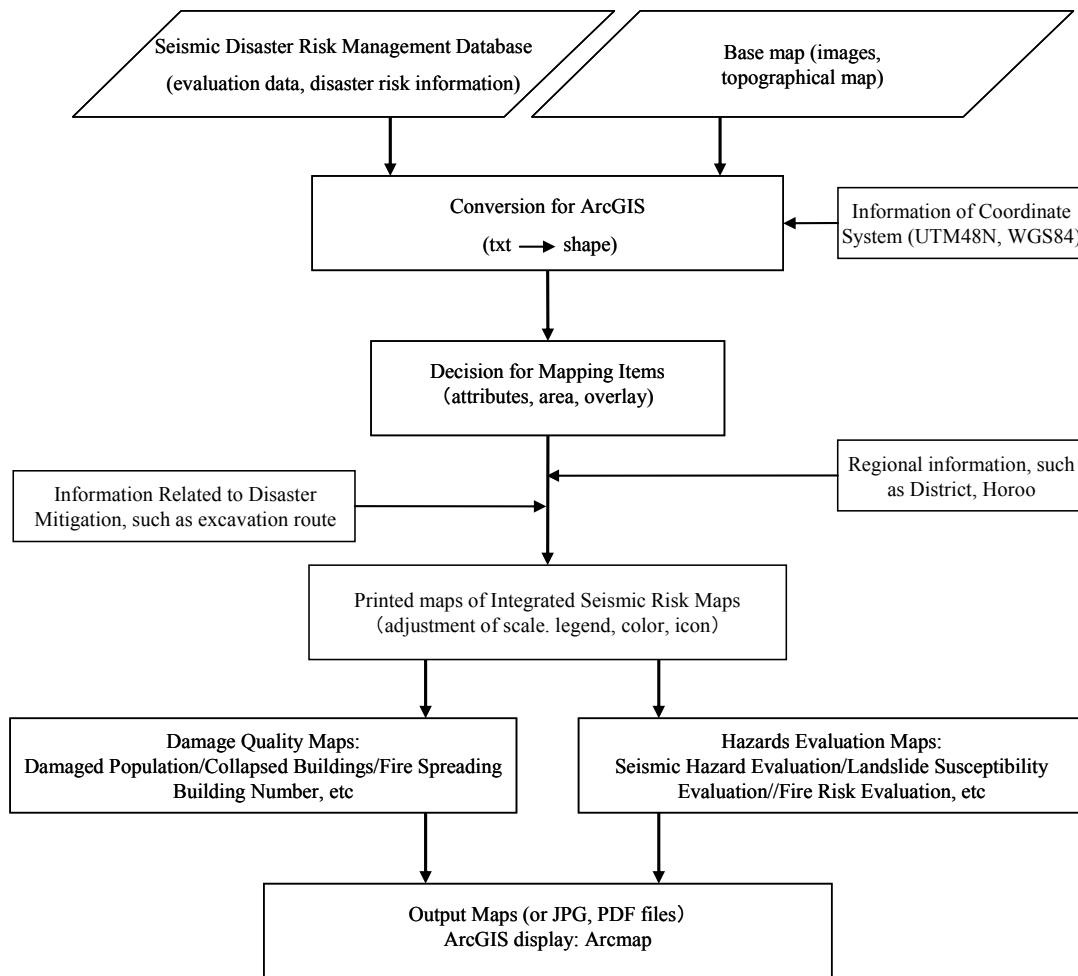 Seismic Disaster Risk Management Database
(evaluation data, disaster risk information)
Base map (images,
topographical map)
Conversion for ArcGIS
(txt → shape)
Information of Coordinate
System (UTM48N, WGS84)
Decision for Mapping Items
（attributes, area, overlay)
Regional information, such
as District, Horoo
Information Related to Disaster
Mitigation, such as excavation route
Printed maps of Integrated Seismic Risk Maps
（adjustment of scale. legend, color, icon）
Damage Quality Maps:
Damaged Population/Collapsed Buildings/Fire Spreading
Building Number, etc
Hazards Evaluation Maps:
Seismic Hazard Evaluation/Landslide Susceptibility
Evaluation//Fire Risk Evaluation, etc
Output Maps (or JPG, PDF files）
ArcGIS display: Arcmap